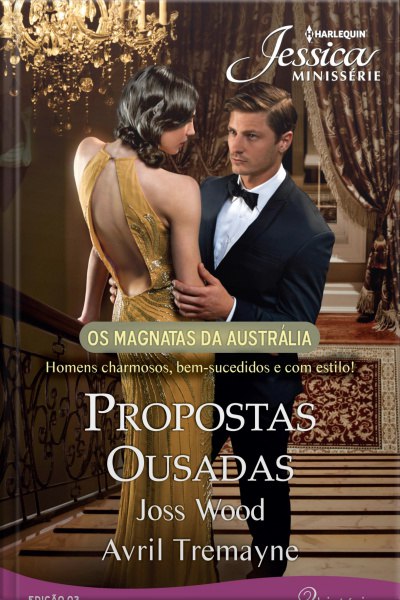 HARLEQUIN
Jessica
MINISSÉRIE
OS MAGNATAS DA AUSTRÁLIA
Homens charmosos, bem-sucedidos e com estilo!
PROPOSTAS
OUSADAS
Joss Wood
Avril Tremayne